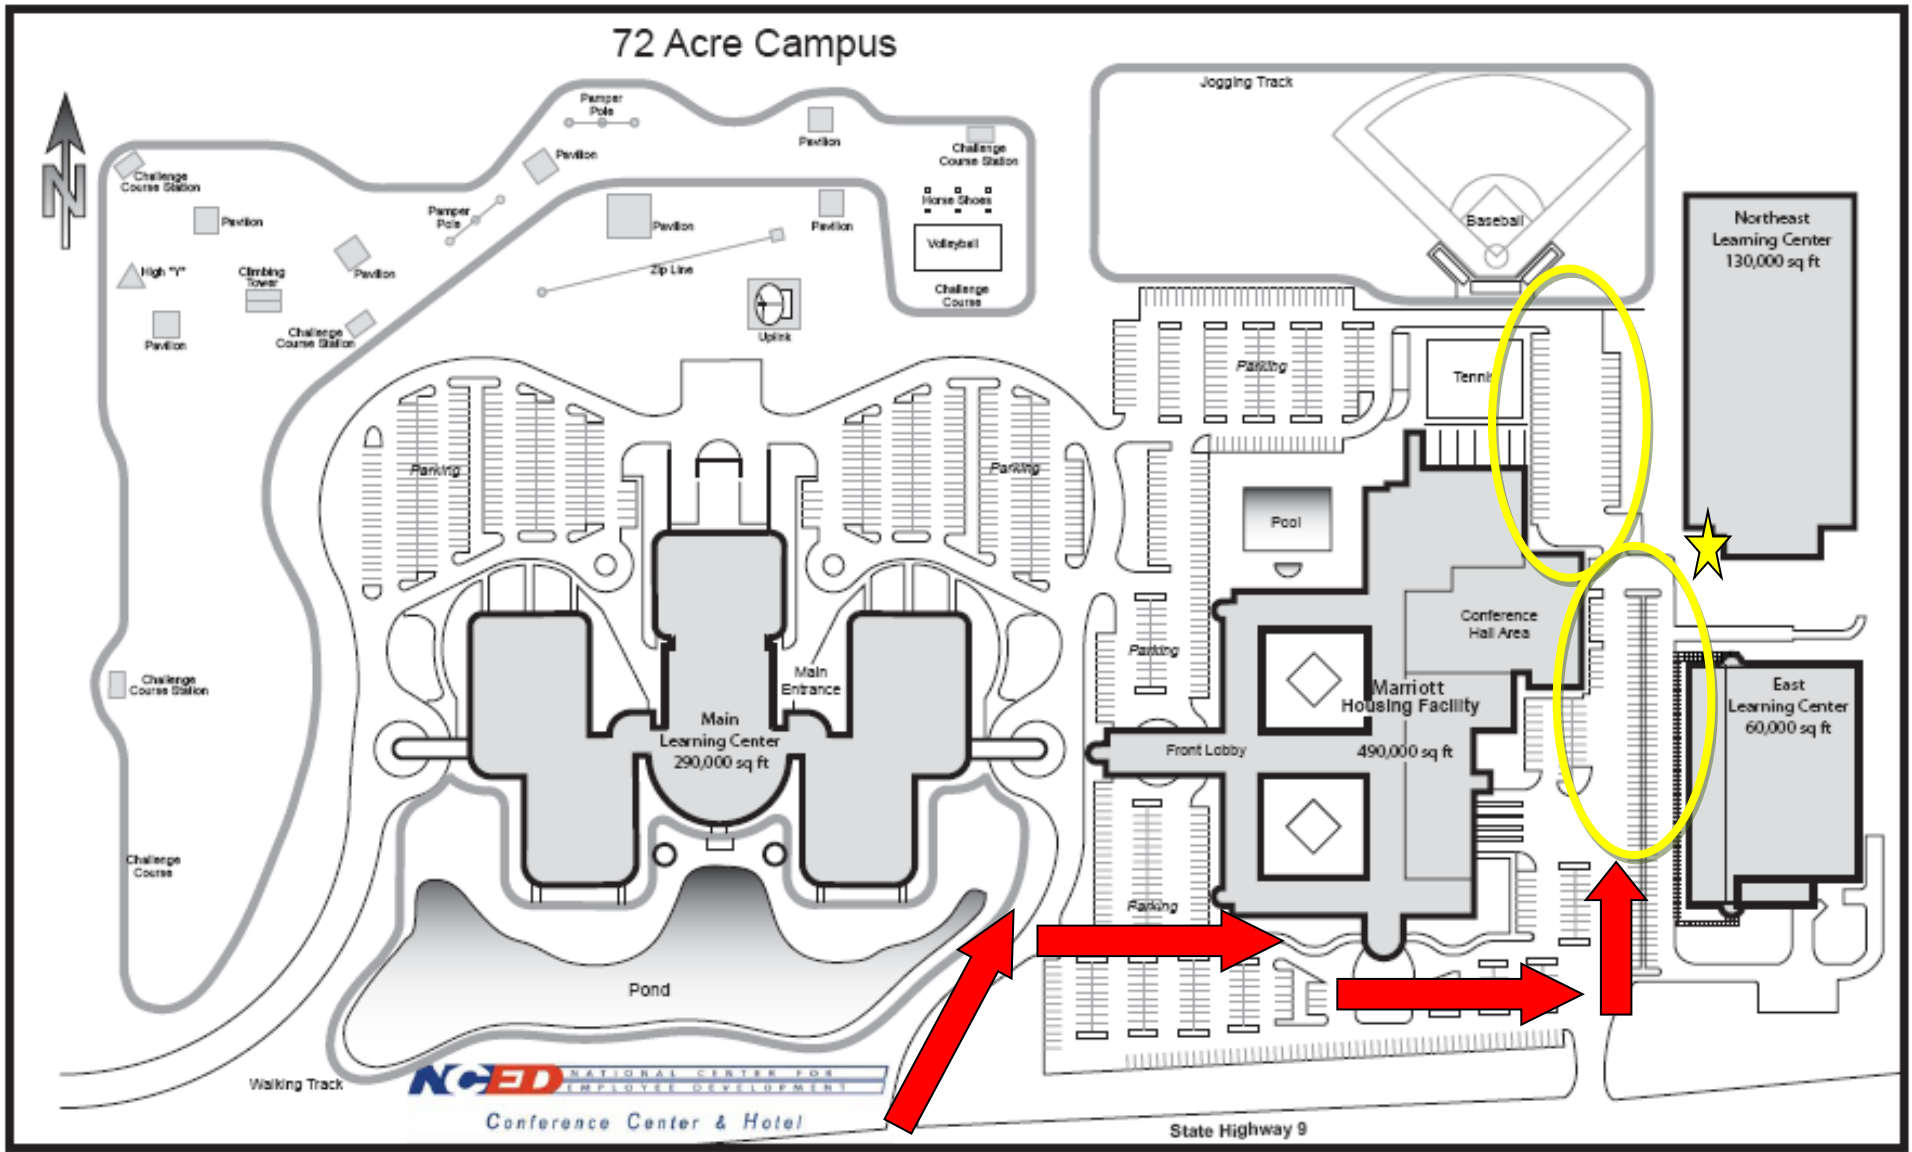 72 Acre Campus
N
Jogging Track
Pamper
Pole
Pavilion
Pavilion
Challenge
Course Station
Challenge
Course Station
Pavilion
Pamper
Pole
Pavilion
Pavilion
Horse Shoes
Volleyball
Baseball
Northeast
Learning Center
130,000 sq ft
High "Y"
Climbing
Tower
Pavilion
Zip Line
Challenge
Course
Pavilion
Challenge
Course Station
Uplink
Parking
Tennis
Parking
Parking
Pool
Conference
Hall Area
Parking
Challenge
Course Station
Main
Entrance
Marriott
Housing Facility
490,000 sq ft
East
Learning Center
60,000 sq ft
Main
Learning Center
290,000 sq ft
Front Lobby
Challenge
Course
Parking
Pond
Walking Track
NCED
NATIONAL CENTER FOR
EMPLOYEE DEVELOPMENT
Conference Center & Hotel
State Highway 9